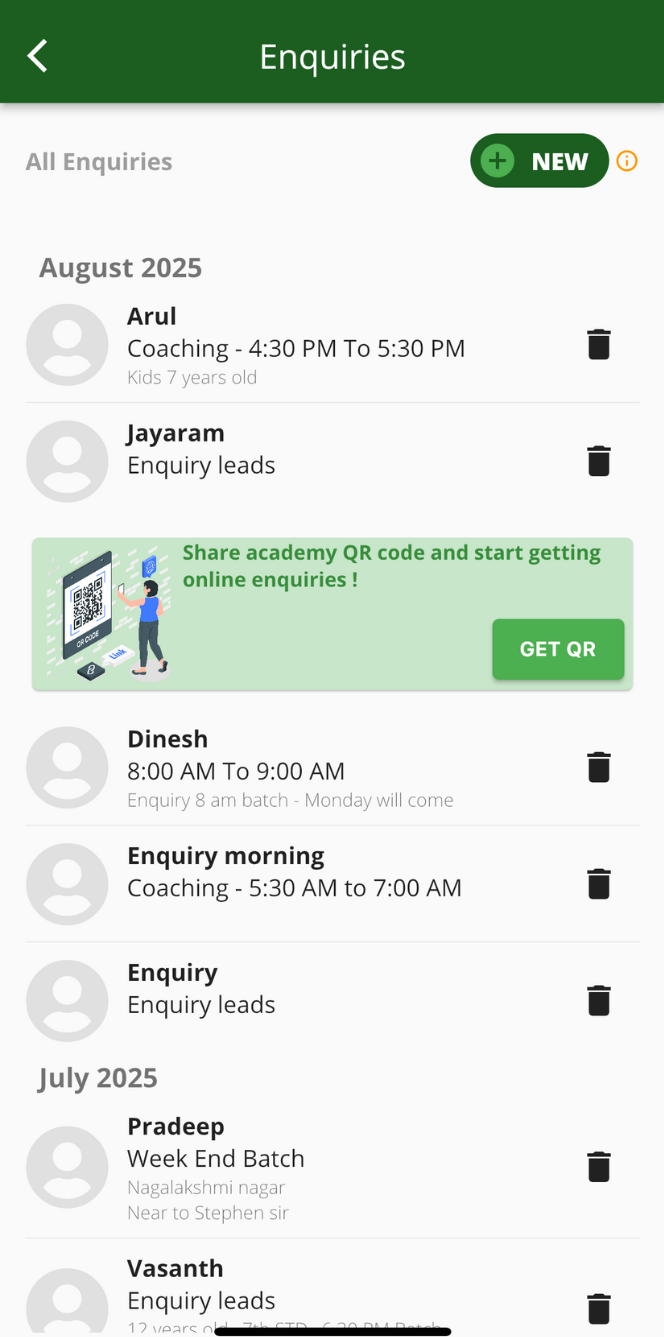 Enquiries
All Enquiries
NEW
August 2025
Arul
Coaching - 4:30 PM To 5:30 PM
Kids 7 years old
Jayaram
Enquiry leads
Share academy QR code and start getting
online enquiries !
QR CODE
Link
GET QR
Dinesh
8:00 AM To 9:00 AM
Enquiry 8 am batch - Monday will come
Enquiry morning
Coaching - 5:30 AM to 7:00 AM
Enquiry
Enquiry leads
July 2025
Pradeep
Week End Batch
Nagalakshmi nagar
Near to Stephen sir
Vasanth
Enquiry leads
12 years old - 7th STD - 6:30 PM Batch